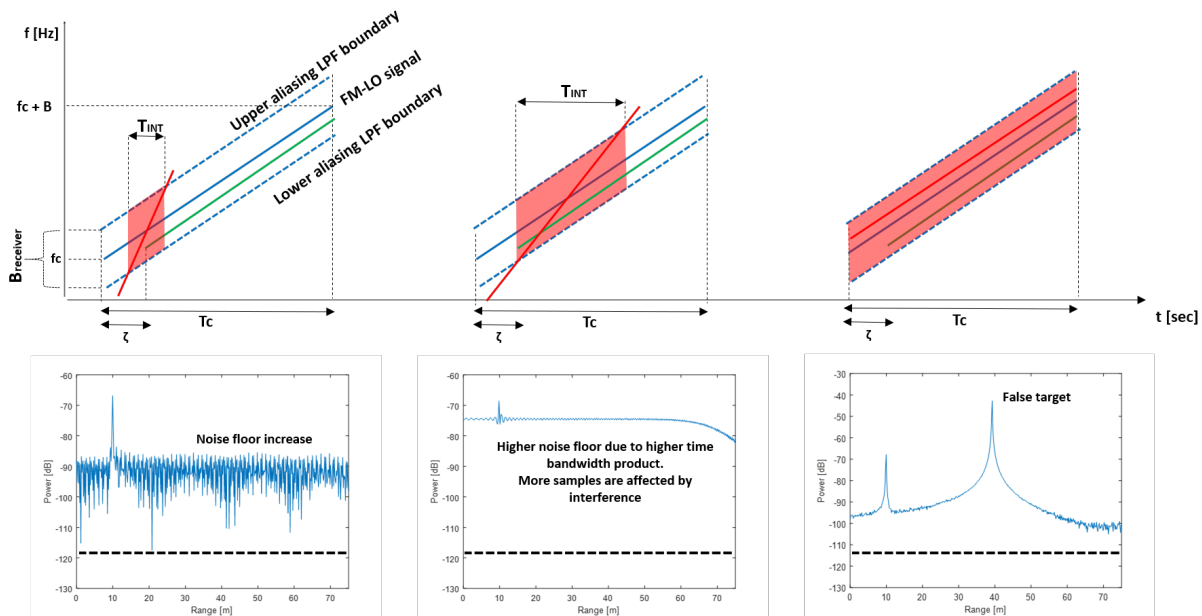 f [Hz]
fc + B
fc
Breceiver
TINT
Upper aliasing LPF boundary
FM-LO signal
Lower aliasing LPF boundary
Tc
ζ
TINT
Tc
ζ
Tc
ζ
t [sec]
-60
-70
-80
-90
-100
-110
-120
-130
Power [dB]
Noise floor increase
0 10 20 30 40 50 60 70
Range [m]
-60
-70
-80
-90
-100
-110
-120
-130
Power [dB]
Higher noise floor due to higher time
bandwidth product.
More samples are affected by
interference
0 10 20 30 40 50 60 70
Range [m]
-30
-40
-50
-60
-70
-80
-90
-100
-110
-120
-130
Power [dB]
False target
0 10 20 30 40 50 60 70
Range [m]